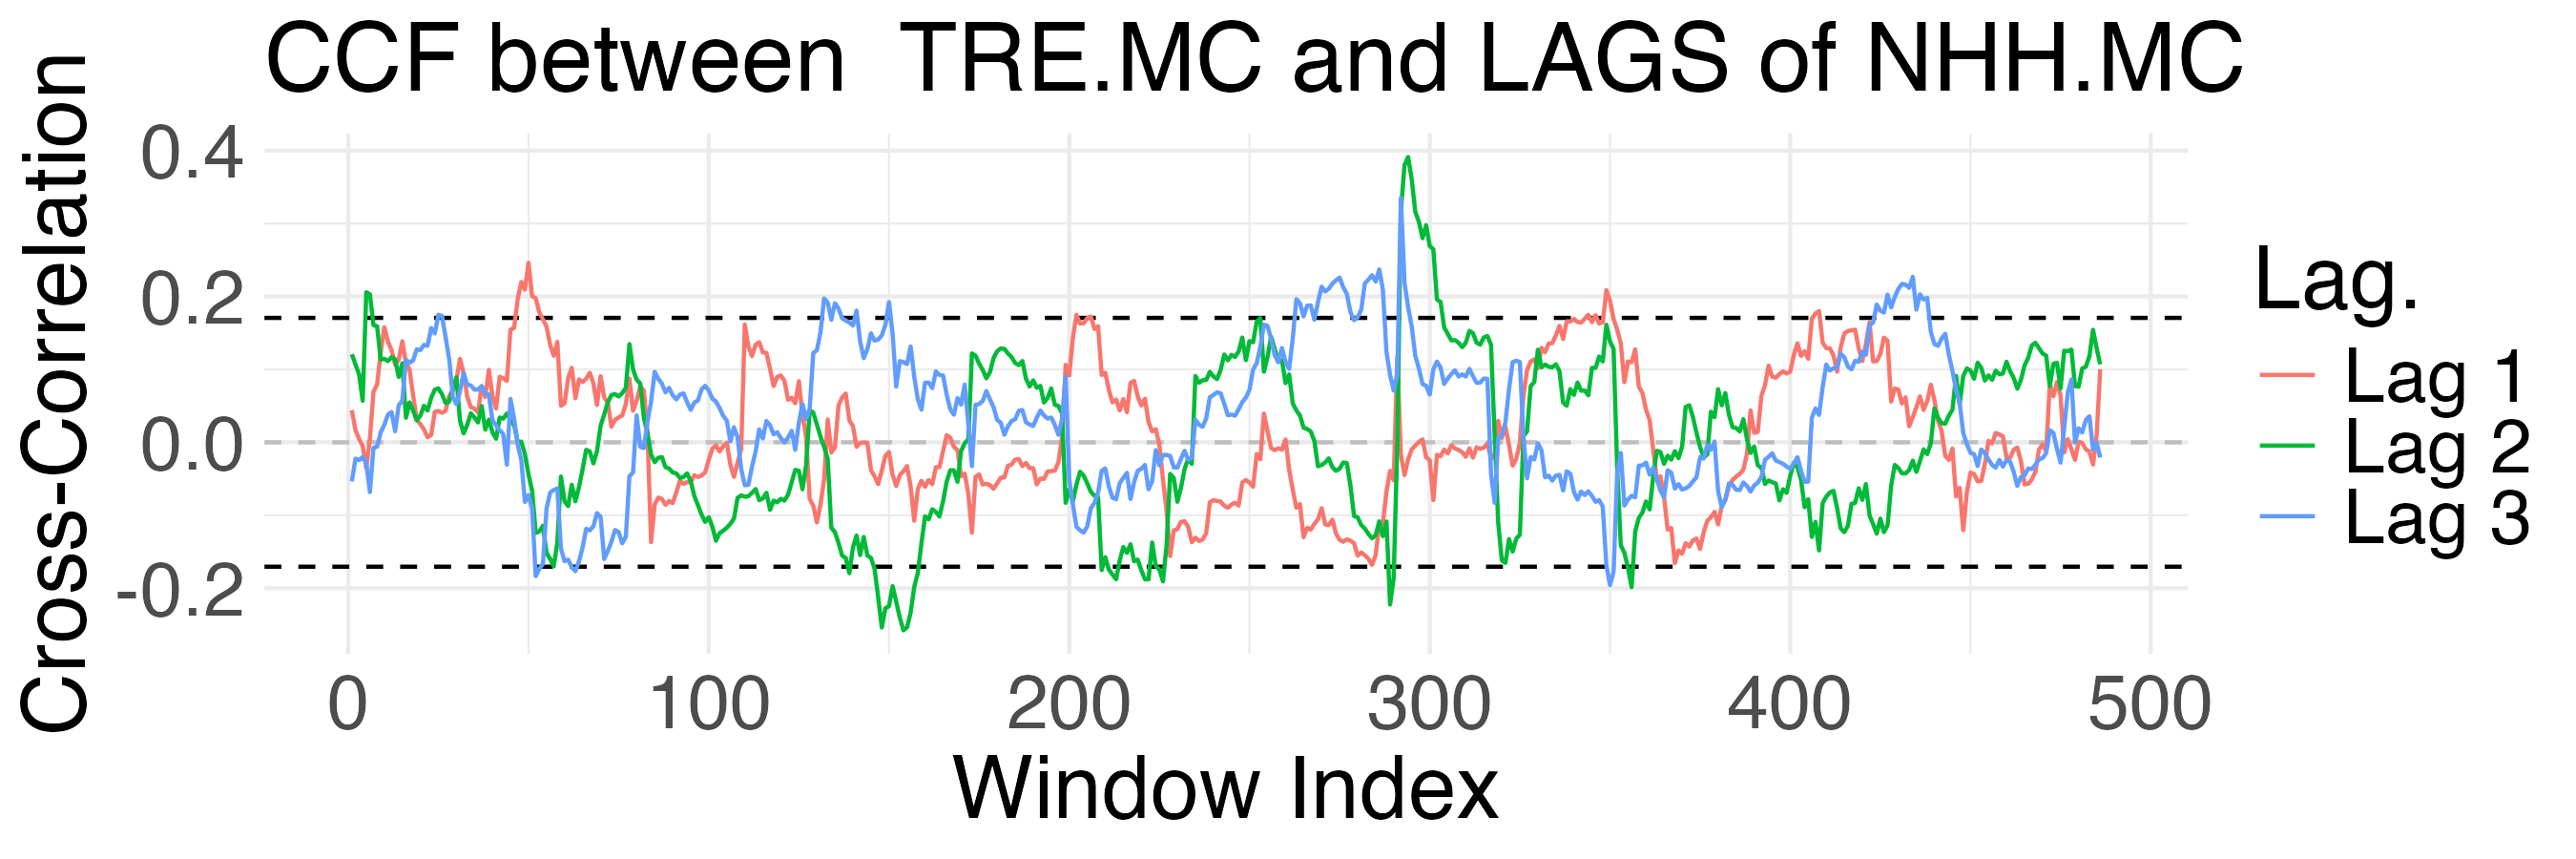 CCF between  TRE.MC and LAGS of NHH.MC
Cross-Correlation
0.4
0.2
0.0
-0.2
0 100 200 300 400 500
Window Index
Lag.
Lag 1
Lag 2
Lag 3